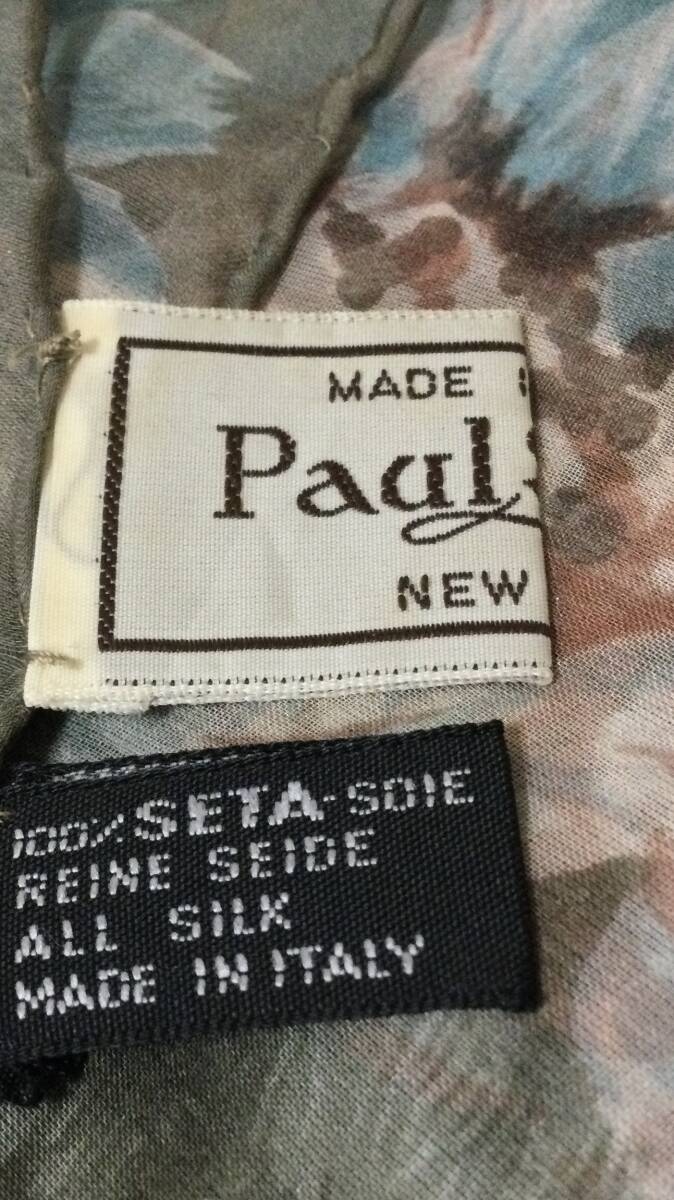 MADE
Paul
NEW
100% SETA-SOIE
REINE SEIDE
ALL SILK
MADE IN ITALY